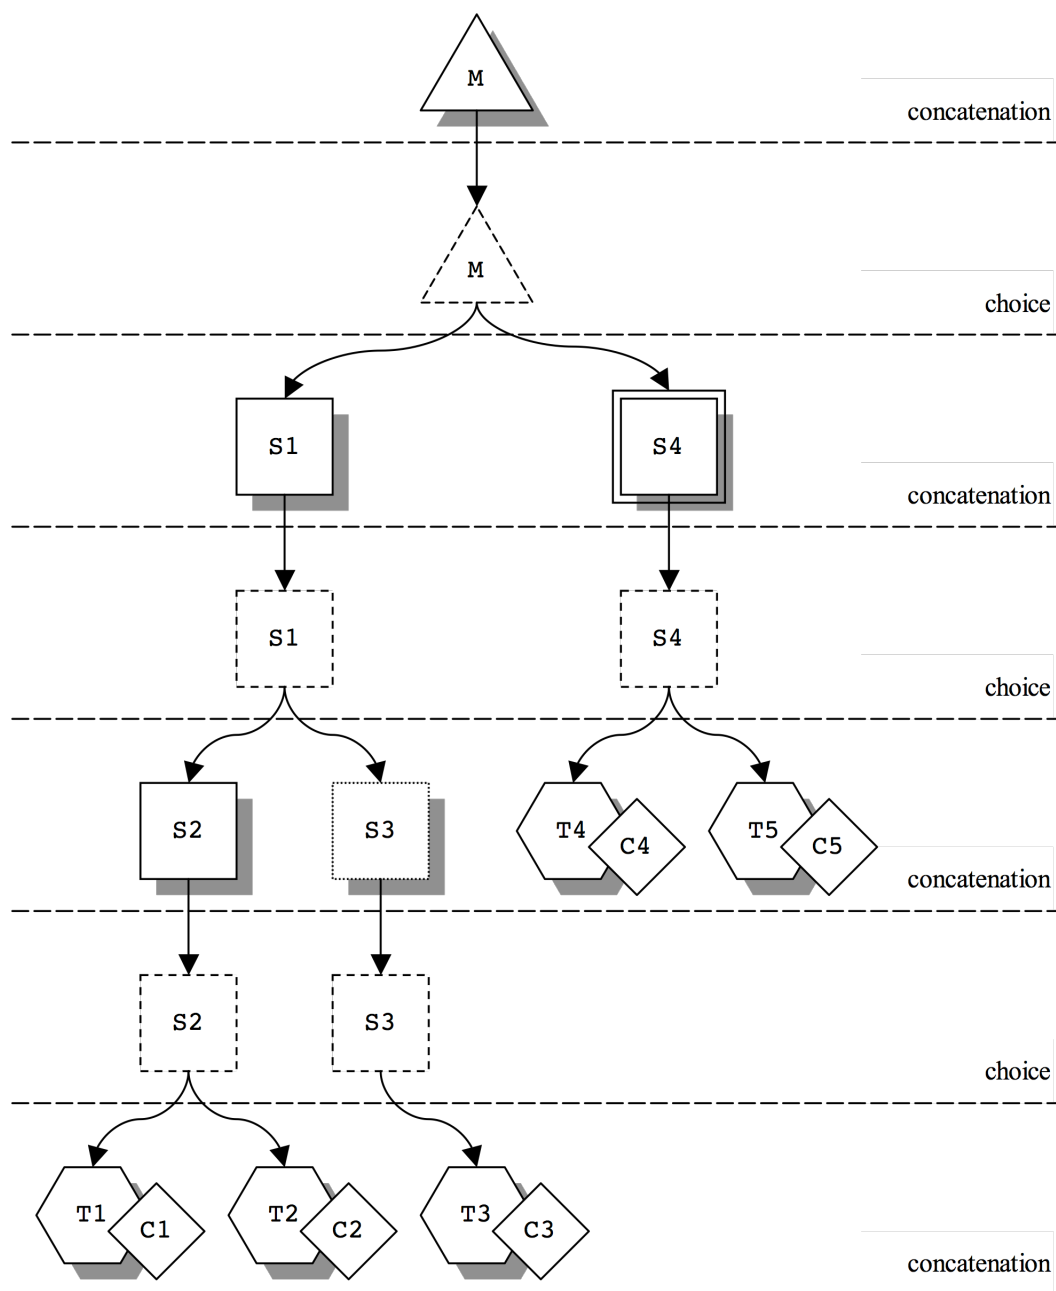 M
concatenation
M
choice
S1 S4
concatenation
S1 S4
choice
S2 S3 T4 C4 T5 C5
concatenation
S2 S3
choice
T1 C1 T2 C2 T3 C3
concatenation